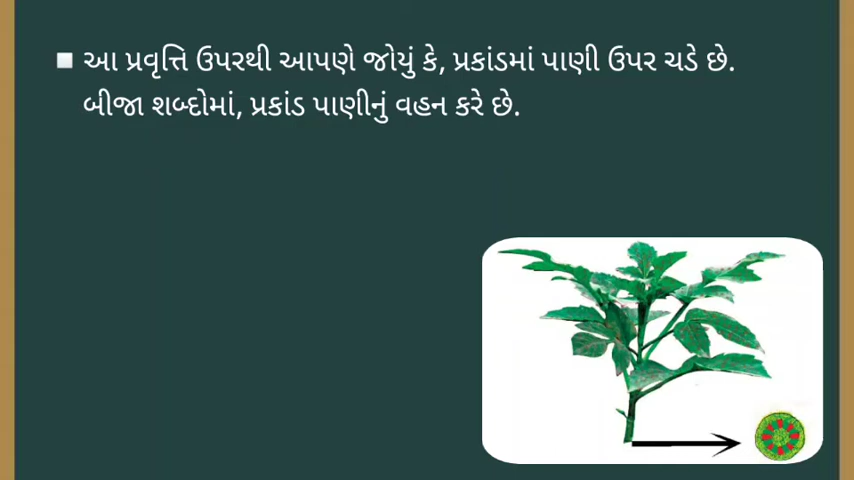 આ પ્રવૃત્તિ ઉપરથી આપણે જોયું કે, પ્રકાંડમાં પાણી ઉપર ચડે છે.
બીજા શબ્દોમાં, પ્રકાંડ પાણીનું વહન કરે છે.